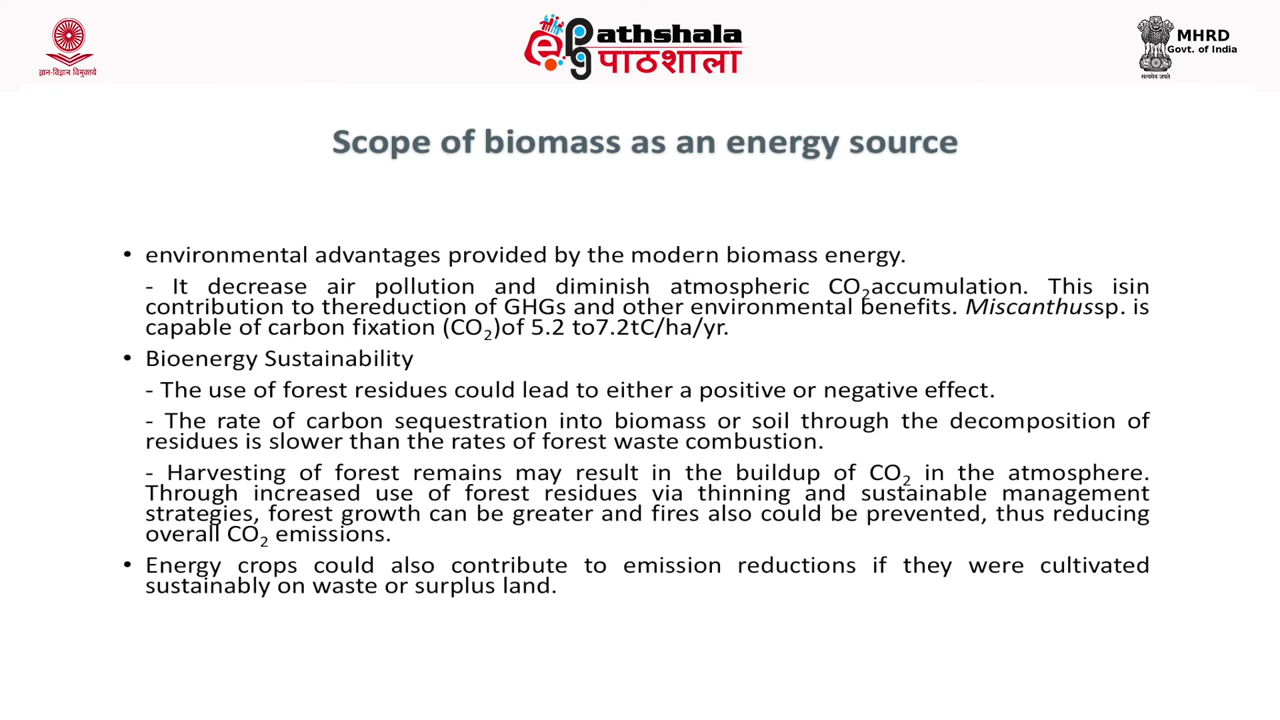 ज्ञान-विज्ञान विमुक्तये
e pg athshala
पाठशाला
MHRD
Govt. of India
सत्यमेव जयते
Scope of biomass as an energy source
• environmental advantages provided by the modern biomass energy.
- It decrease air pollution and diminish atmospheric CO₂accumulation. This isin
contribution to thereduction of GHGs and other environmental benefits. Miscanthussp. is
capable of carbon fixation (CO₂)of 5.2 to7.2tC/ha/yr.
• Bioenergy Sustainability
- The use of forest residues could lead to either a positive or negative effect.
- The rate of carbon sequestration into biomass or soil through the decomposition of
residues is slower than the rates of forest waste combustion.
- Harvesting of forest remains may result in the buildup of CO₂ in the atmosphere.
Through increased use of forest residues via thinning and sustainable management
strategies, forest growth can be greater and fires also could be prevented, thus reducing
overall CO₂ emissions.
• Energy crops could also contribute to emission reductions if they were cultivated
sustainably on waste or surplus land.